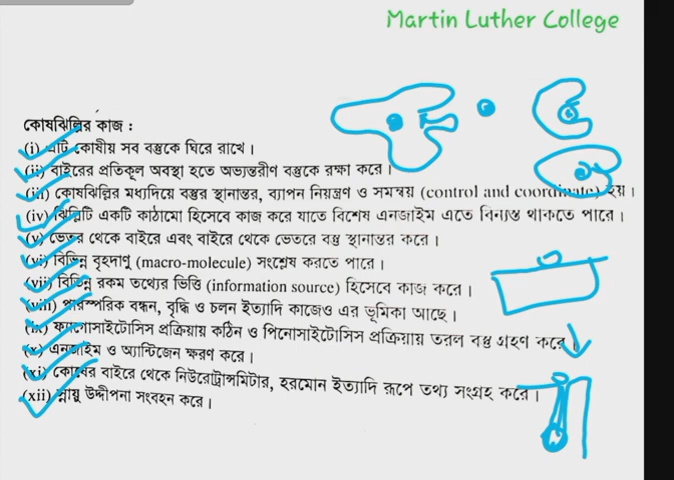 Martin Luther College
কোষঝিল্লির কাজ :
(i) এটি কোষীয় সব বস্তুকে ঘিরে রাখে।
(ii) বাইরের প্রতিকূল অবস্থা হতে অভ্যন্তরীণ বস্তুকে রক্ষা করে।
(iii) কোষঝিল্লির মধ্যদিয়ে বস্তুর স্থানান্তর, ব্যাপন নিয়ন্ত্রণ ও সমন্বয় (control and coordinate) হয়।
(iv) ঝিল্লিটি একটি কাঠামো হিসেবে কাজ করে যাতে বিশেষ এনজাইম এতে বিন্যস্ত থাকতে পারে।
(v) ভেতর থেকে বাইরে এবং বাইরে থেকে ভেতরে বস্তু স্থানান্তর করে।
(vi) বিভিন্ন বৃহদাণু (macro-molecule) সংশ্লেষ করতে পারে।
(vii) বিভিন্ন রকম তথ্যের ভিত্তি (information source) হিসেবে কাজ করে।
(viii) পারস্পরিক বন্ধন, বৃদ্ধি ও চলন ইত্যাদি কাজেও এর ভূমিকা আছে।
(ix) ফ্যাগোসাইটোসিস প্রক্রিয়ায় কঠিন ও পিনোসাইটোসিস প্রক্রিয়ায় তরল বস্তু গ্রহণ করে।
(x) এনজাইম ও অ্যান্টিজেন ক্ষরণ করে।
(xi) কোষের বাইরে থেকে নিউরোট্রান্সমিটার, হরমোন ইত্যাদি রূপে তথ্য সংগ্রহ করে।
(xii) স্নায়ু উদ্দীপনা সংবহন করে।